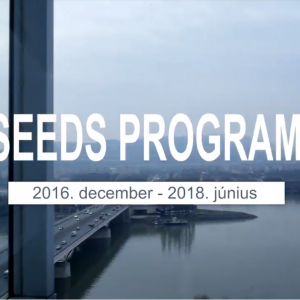 SEEDS PROGRAM
2016. december - 2018. június